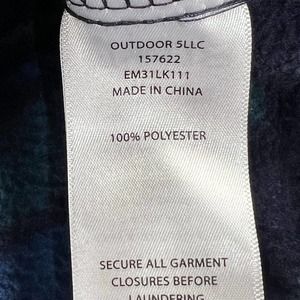 OUTDOOR 5LLC
157622
EM31LK111
MADE IN CHINA
100% POLYESTER
SECURE ALL GARMENT
CLOSURES BEFORE
LAUNDERING